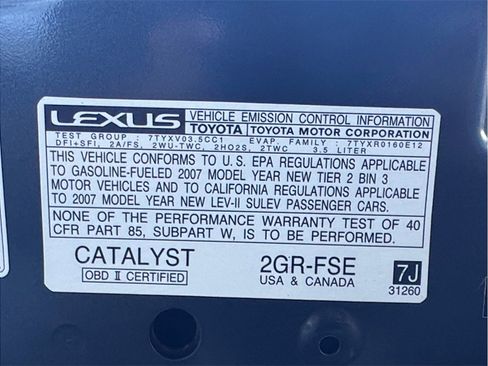 LEXUS VEHICLE EMISSION CONTROL INFORMATION
TOYOTA TOYOTA MOTOR CORPORATION
TEST GROUP : 7TYXV03.5CC1 EVAP. FAMILY : 7TYXR0160E12
DFI+SFI, 2A/FS, 2WU-TWC, 2HO2S, 2TWC 3.5 LITER
THIS VEHICLE CONFORMS TO U.S. EPA REGULATIONS APPLICABLE
TO GASOLINE-FUELED 2007 MODEL YEAR NEW TIER 2 BIN 3
MOTOR VEHICLES AND TO CALIFORNIA REGULATIONS APPLICABLE
TO 2007 MODEL YEAR NEW LEV-II SULEV PASSENGER CARS.
NONE OF THE PERFORMANCE WARRANTY TEST OF 40
CFR PART 85, SUBPART W, IS TO BE PERFORMED.
CATALYST 2GR-FSE 7J
OBD II CERTIFIED USA & CANADA 31260